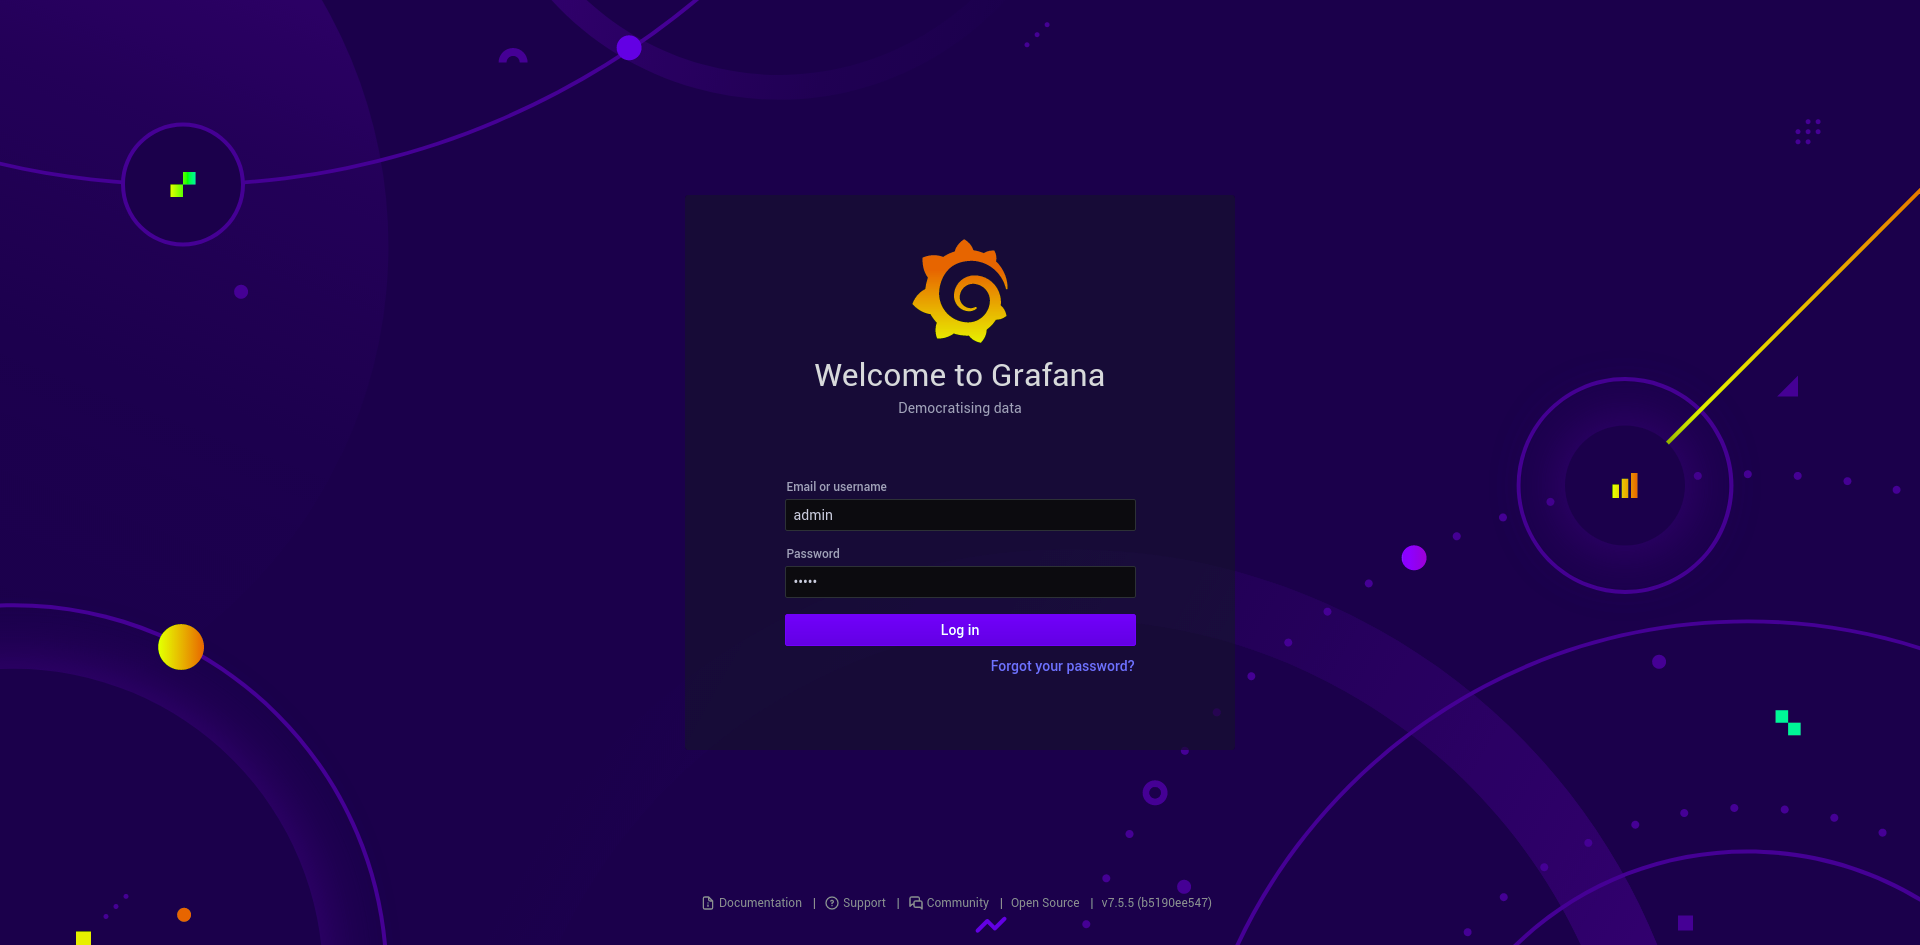 Welcome to Grafana
Democratising data
Email or username
admin
Password
•••••
Log in
Forgot your password?
Documentation | Support | Community | Open Source | v7.5.5 (b5190ee547)